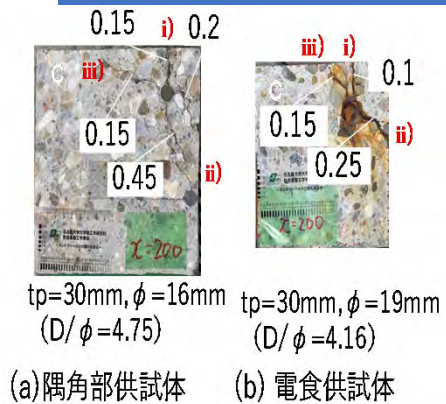 0.15 i) 0.2
iii)
C
0.15
0.45
ii)
x=200
tp=30mm, φ=16mm
(D/φ=4.75)
(a)隅角部供試体
iii) i)
C
0.1
0.15
0.25
ii)
x=200
tp=30mm, φ=19mm
(D/φ=4.16)
(b) 電食供試体